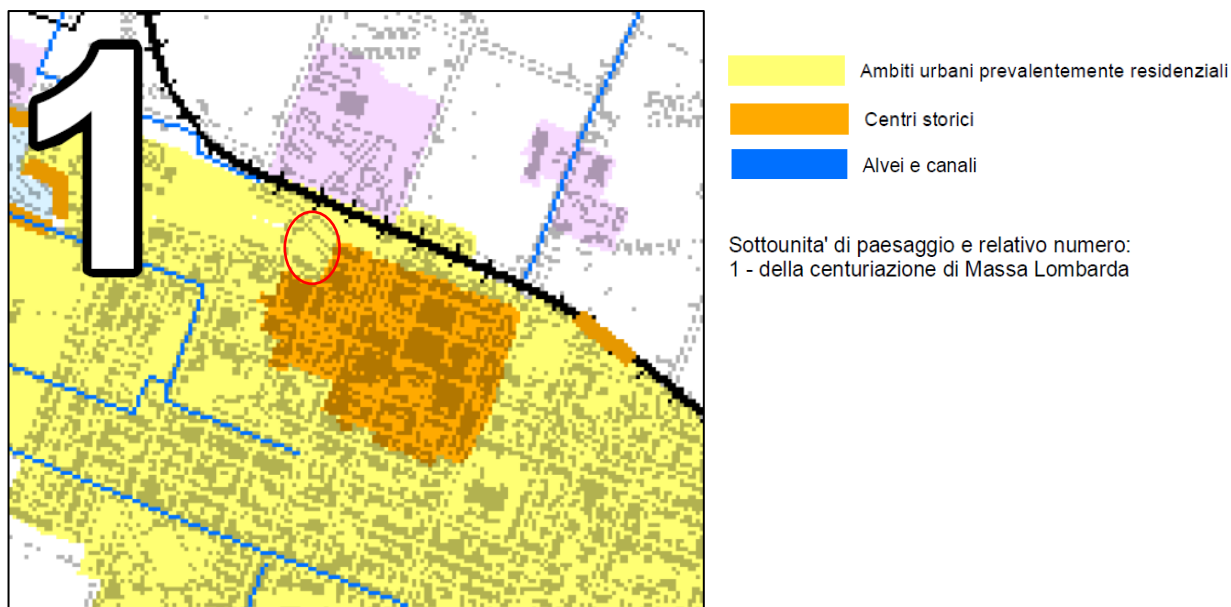 1
Ambiti urbani prevalentemente residenziali
Centri storici
Alvei e canali
Sottounita' di paesaggio e relativo numero:
1 - della centuriazione di Massa Lombarda